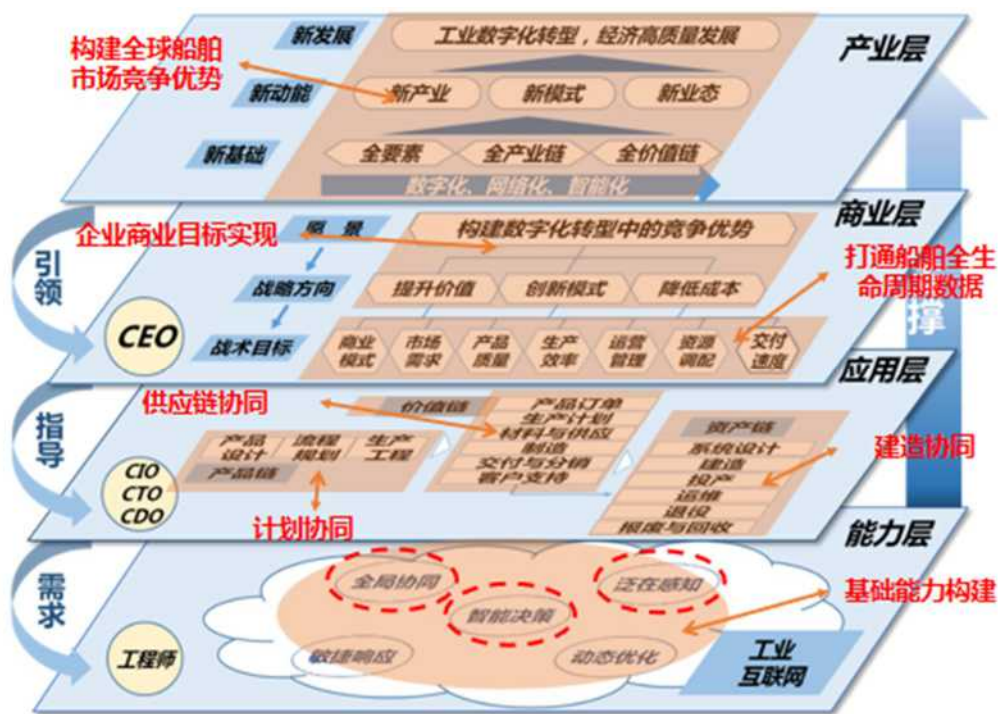 新发展
工业数字化转型，经济高质量发展
产业层
构建全球船舶
市场竞争优势
新动能
新产业
新模式
新业态
新基础
全要素
全产业链
全价值链
数字化、网络化、智能化
引领
愿 景
构建数字化转型中的竞争优势
商业层
企业商业目标实现
打通船舶全生
命周期数据
战略方向
提升价值
创新模式
降低成本
撑
CEO
战术目标
商业
模式
市场
需求
产品
质量
生产
效率
运营
管理
资源
调配
交付
速度
指导
应用层
供应链协同
价值链
产品订单
生产计划
材料与供应
制造
交付与分销
客户支持
产品
设计
流程
规划
生产
工程
产品链
资产链
系统设计
建造
投产
运维
退役
报废与回收
建造协同
CIO
CTO
CDO
计划协同
需求
能力层
全局协同
泛在感知
智能决策
基础能力构建
敏捷响应
动态优化
工程师
工业
互联网